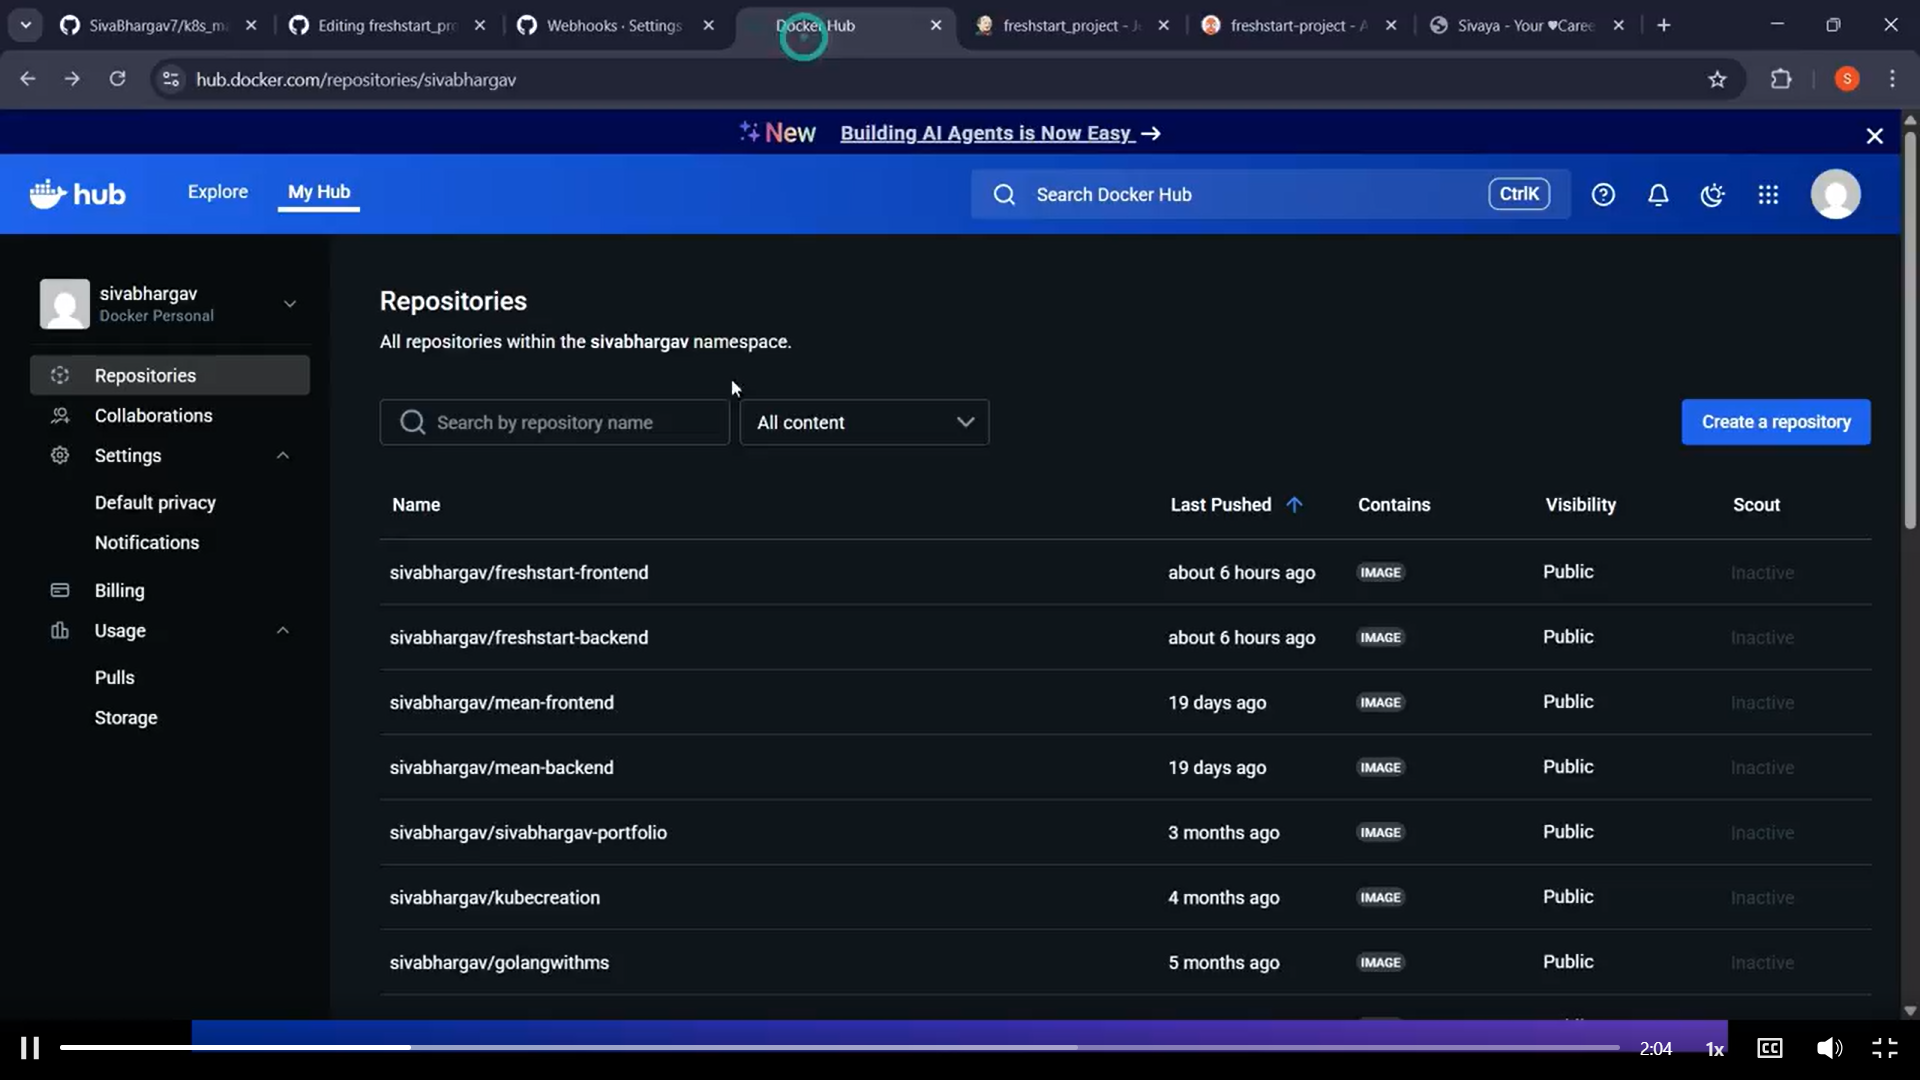 SivaBhargav7/k8s_m
Editing freshstart_pr
Webhooks · Settings
Docker Hub
freshstart_project - J
freshstart-project - A
Sivaya - Your ♥Caree
hub.docker.com/repositories/sivabhargav
S
New Building AI Agents is Now Easy →
hub
Explore
My Hub
Search Docker Hub
CtrlK
sivabhargav
Docker Personal
Repositories
Collaborations
Settings
Default privacy
Notifications
Billing
Usage
Pulls
Storage
Repositories
All repositories within the sivabhargav namespace.
Search by repository name
All content
Create a repository
Name Last Pushed Contains Visibility Scout
sivabhargav/freshstart-frontend about 6 hours ago IMAGE Public Inactive
sivabhargav/freshstart-backend about 6 hours ago IMAGE Public Inactive
sivabhargav/mean-frontend 19 days ago IMAGE Public Inactive
sivabhargav/mean-backend 19 days ago IMAGE Public Inactive
sivabhargav/sivabhargav-portfolio 3 months ago IMAGE Public Inactive
sivabhargav/kubecreation 4 months ago IMAGE Public Inactive
sivabhargav/golangwithms 5 months ago IMAGE Public Inactive
2:04
1x
CC